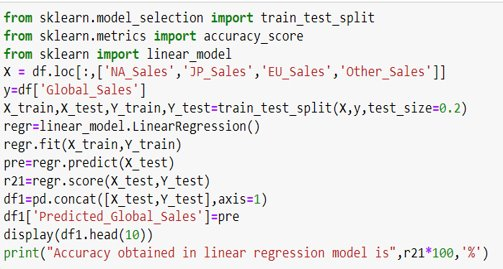 from sklearn.model_selection import train_test_split
from sklearn.metrics import accuracy_score
from sklearn import linear_model
X = df.loc[:,['NA_Sales','JP_Sales','EU_Sales','Other_Sales']]
y=df['Global_Sales']
X_train,X_test,Y_train,Y_test=train_test_split(X,y,test_size=0.2)
regr=linear_model.LinearRegression()
regr.fit(X_train,Y_train)
pre=regr.predict(X_test)
r21=regr.score(X_test,Y_test)
df1=pd.concat([X_test,Y_test],axis=1)
df1['Predicted_Global_Sales']=pre
display(df1.head(10))
print("Accuracy obtained in linear regression model is",r21*100,'%')